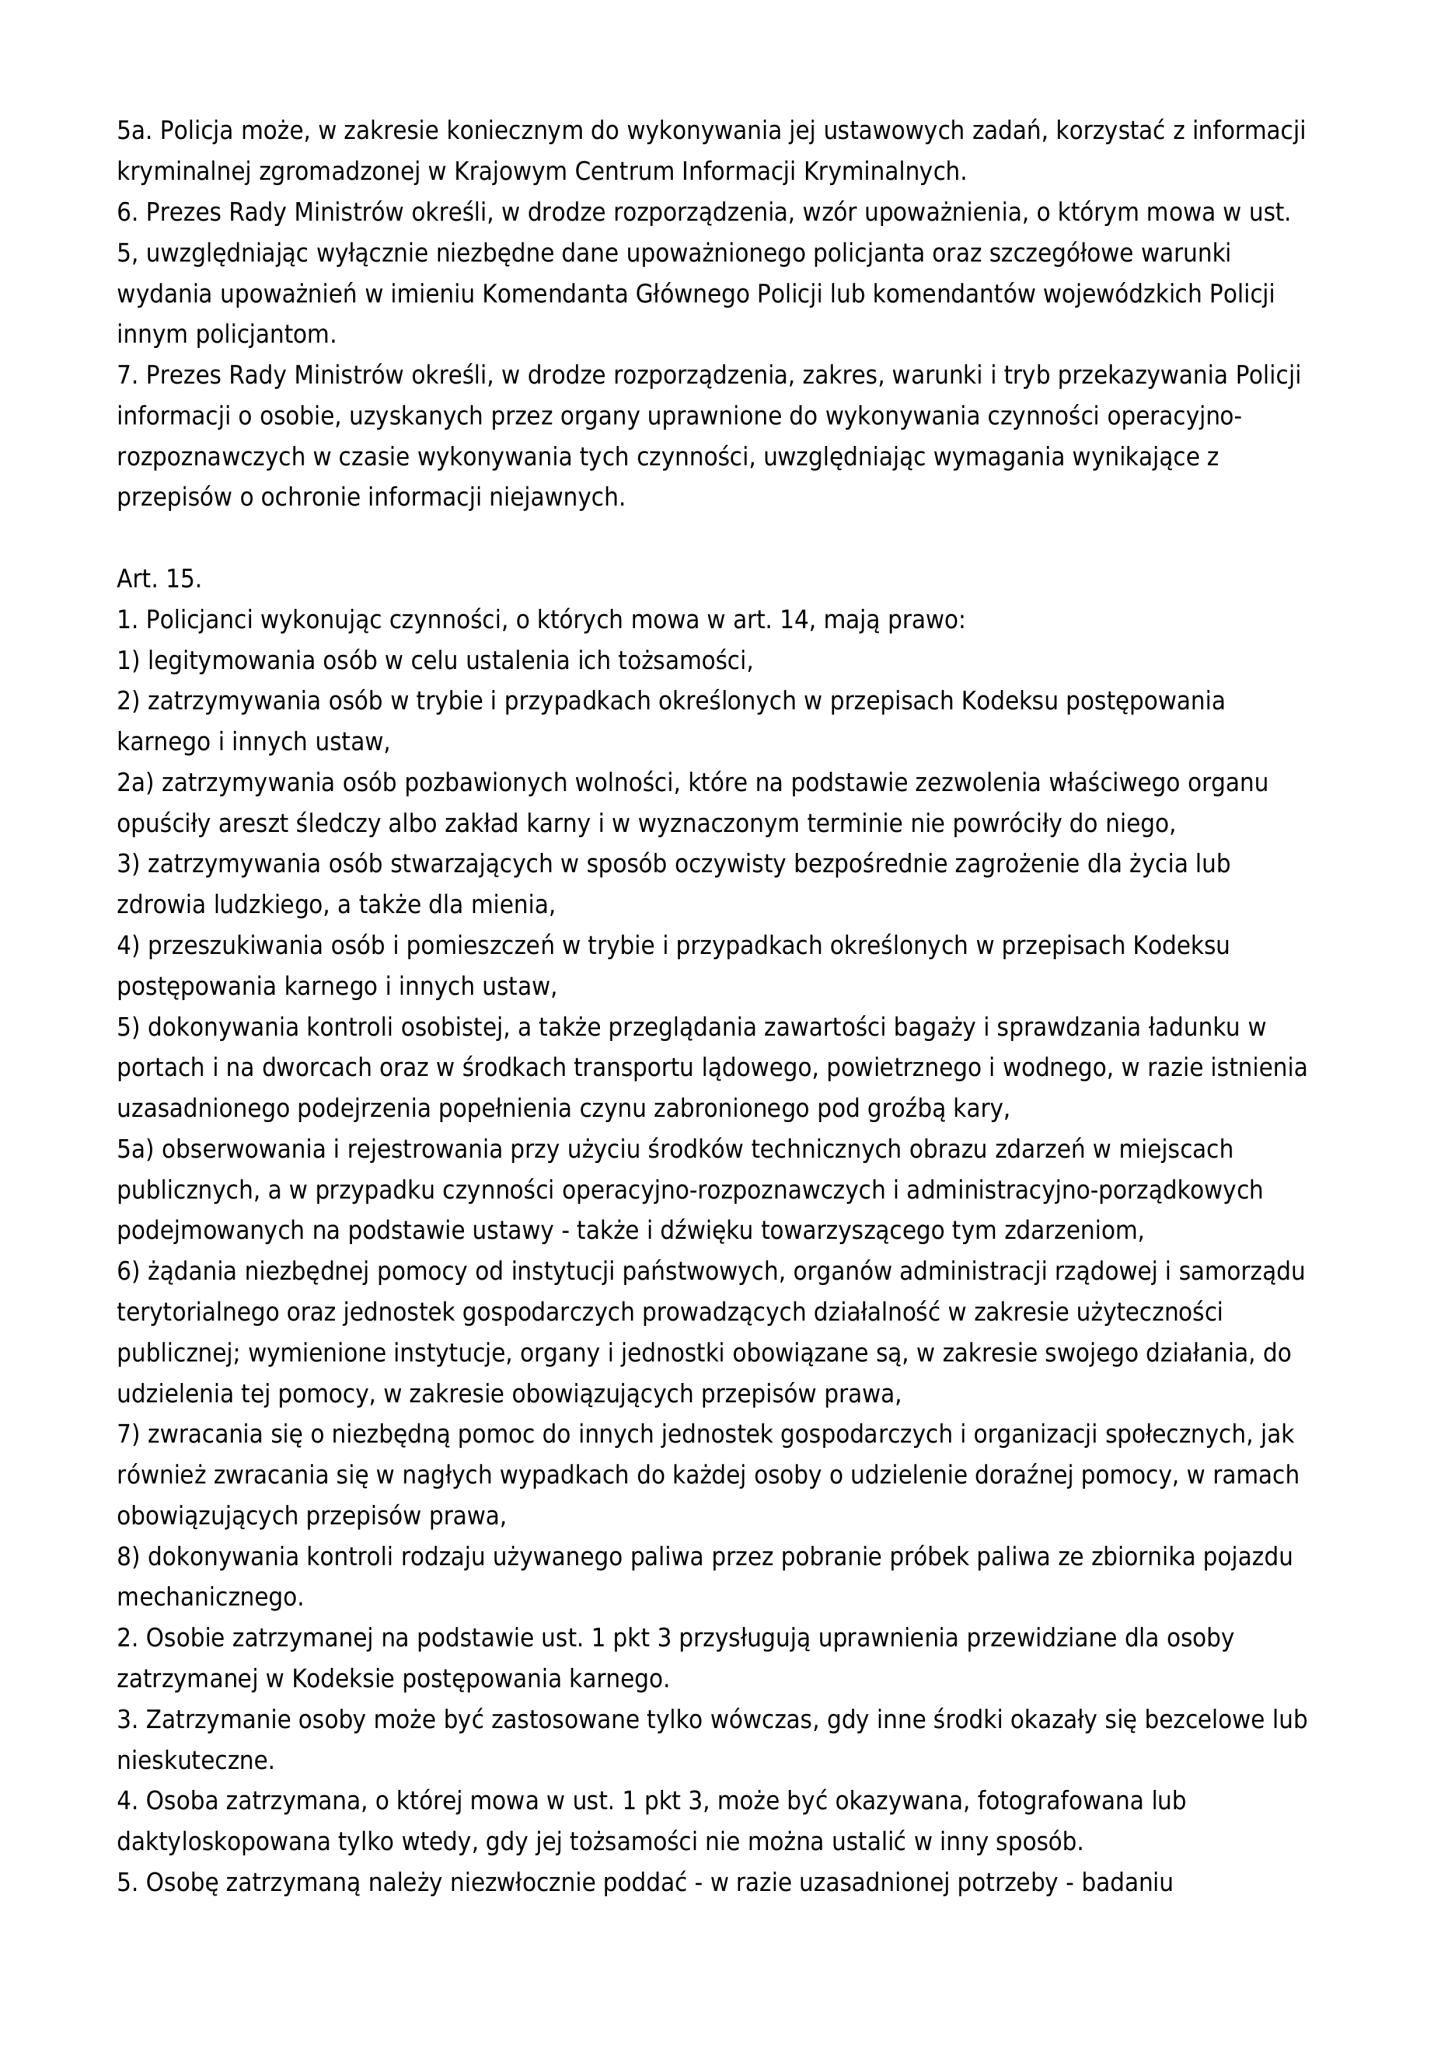 5a. Policja może, w zakresie koniecznym do wykonywania jej ustawowych zadań, korzystać z informacji
kryminalnej zgromadzonej w Krajowym Centrum Informacji Kryminalnych.
6. Prezes Rady Ministrów określi, w drodze rozporządzenia, wzór upoważnienia, o którym mowa w ust.
5, uwzględniając wyłącznie niezbędne dane upoważnionego policjanta oraz szczegółowe warunki
wydania upoważnień w imieniu Komendanta Głównego Policji lub komendantów wojewódzkich Policji
innym policjantom.
7. Prezes Rady Ministrów określi, w drodze rozporządzenia, zakres, warunki i tryb przekazywania Policji
informacji o osobie, uzyskanych przez organy uprawnione do wykonywania czynności operacyjno-
rozpoznawczych w czasie wykonywania tych czynności, uwzględniając wymagania wynikające z
przepisów o ochronie informacji niejawnych.

Art. 15.
1. Policjanci wykonując czynności, o których mowa w art. 14, mają prawo:
1) legitymowania osób w celu ustalenia ich tożsamości,
2) zatrzymywania osób w trybie i przypadkach określonych w przepisach Kodeksu postępowania
karnego i innych ustaw,
2a) zatrzymywania osób pozbawionych wolności, które na podstawie zezwolenia właściwego organu
opuściły areszt śledczy albo zakład karny i w wyznaczonym terminie nie powróciły do niego,
3) zatrzymywania osób stwarzających w sposób oczywisty bezpośrednie zagrożenie dla życia lub
zdrowia ludzkiego, a także dla mienia,
4) przeszukiwania osób i pomieszczeń w trybie i przypadkach określonych w przepisach Kodeksu
postępowania karnego i innych ustaw,
5) dokonywania kontroli osobistej, a także przeglądania zawartości bagaży i sprawdzania ładunku w
portach i na dworcach oraz w środkach transportu lądowego, powietrznego i wodnego, w razie istnienia
uzasadnionego podejrzenia popełnienia czynu zabronionego pod groźbą kary,
5a) obserwowania i rejestrowania przy użyciu środków technicznych obrazu zdarzeń w miejscach
publicznych, a w przypadku czynności operacyjno-rozpoznawczych i administracyjno-porządkowych
podejmowanych na podstawie ustawy - także i dźwięku towarzyszącego tym zdarzeniom,
6) żądania niezbędnej pomocy od instytucji państwowych, organów administracji rządowej i samorządu
terytorialnego oraz jednostek gospodarczych prowadzących działalność w zakresie użyteczności
publicznej; wymienione instytucje, organy i jednostki obowiązane są, w zakresie swojego działania, do
udzielenia tej pomocy, w zakresie obowiązujących przepisów prawa,
7) zwracania się o niezbędną pomoc do innych jednostek gospodarczych i organizacji społecznych, jak
również zwracania się w nagłych wypadkach do każdej osoby o udzielenie doraźnej pomocy, w ramach
obowiązujących przepisów prawa,
8) dokonywania kontroli rodzaju używanego paliwa przez pobranie próbek paliwa ze zbiornika pojazdu
mechanicznego.
2. Osobie zatrzymanej na podstawie ust. 1 pkt 3 przysługują uprawnienia przewidziane dla osoby
zatrzymanej w Kodeksie postępowania karnego.
3. Zatrzymanie osoby może być zastosowane tylko wówczas, gdy inne środki okazały się bezcelowe lub
nieskuteczne.
4. Osoba zatrzymana, o której mowa w ust. 1 pkt 3, może być okazywana, fotografowana lub
daktyloskopowana tylko wtedy, gdy jej tożsamości nie można ustalić w inny sposób.
5. Osobę zatrzymaną należy niezwłocznie poddać - w razie uzasadnionej potrzeby - badaniu